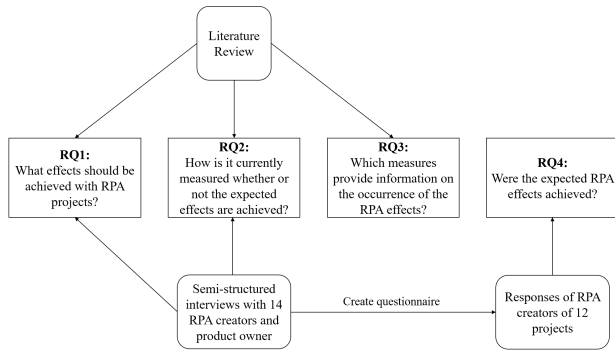 Literature
Review
RQ1:
What effects should be
achieved with RPA
projects?
RQ2:
How is it currently
measured whether or
not the expected
effects are achieved?
RQ3:
Which measures
provide information on
the occurrence of the
RPA effects?
RQ4:
Were the expected RPA
effects achieved?
Semi-structured
interviews with 14
RPA creators and
product owner
Create questionnaire
Responses of RPA
creators of 12
projects